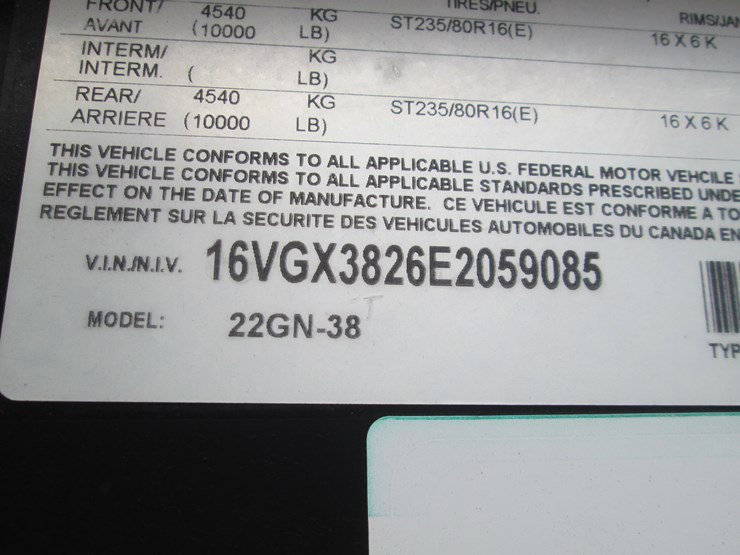 FRONT/ 4540 KG TIRES/PNEU. RIMS/JAN
AVANT (10000 LB) ST235/80R16(E) 16 X 6 K
INTERM/ KG
INTERM. ( LB)
REAR/ 4540 KG ST235/80R16(E) 16 X 6 K
ARRIERE (10000 LB)
THIS VEHICLE CONFORMS TO ALL APPLICABLE U.S. FEDERAL MOTOR VEHCILE
THIS VEHICLE CONFORMS TO ALL APPLICABLE STANDARDS PRESCRIBED UNDE
EFFECT ON THE DATE OF MANUFACTURE. CE VEHICULE EST CONFORME A TO
REGLEMENT SUR LA SECURITE DES VEHICULES AUTOMOBILES DU CANADA EN
V.I.N./N.I.V. 16VGX3826E2059085
MODEL: 22GN-38
TYP